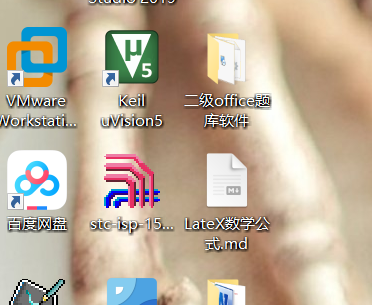 Studio 2019
VMware
Workstati...
Keil
uVision5
二级office题
库软件
百度网盘
stc-isp-15...
LateX数学公
式.md